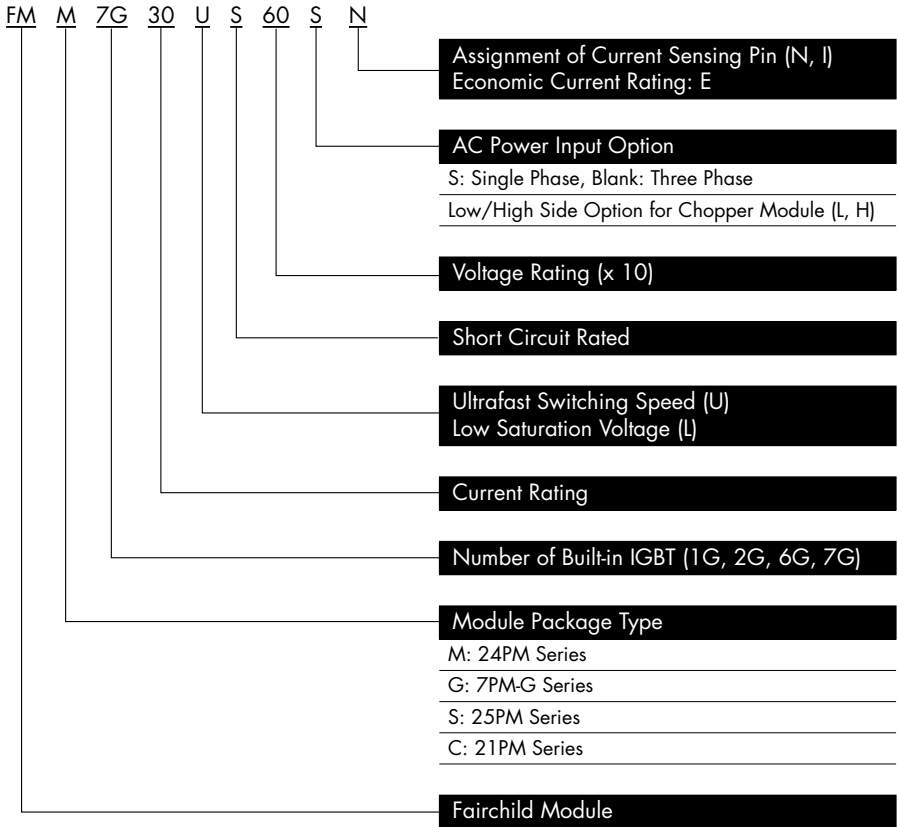 FM M 7G 30 U S 60 S N
Assignment of Current Sensing Pin (N, I)
Economic Current Rating: E
AC Power Input Option
S: Single Phase, Blank: Three Phase
Low/High Side Option for Chopper Module (L, H)
Voltage Rating (x 10)
Short Circuit Rated
Ultrafast Switching Speed (U)
Low Saturation Voltage (L)
Current Rating
Number of Built-in IGBT (1G, 2G, 6G, 7G)
Module Package Type
M: 24PM Series
G: 7PM-G Series
S: 25PM Series
C: 21PM Series
Fairchild Module